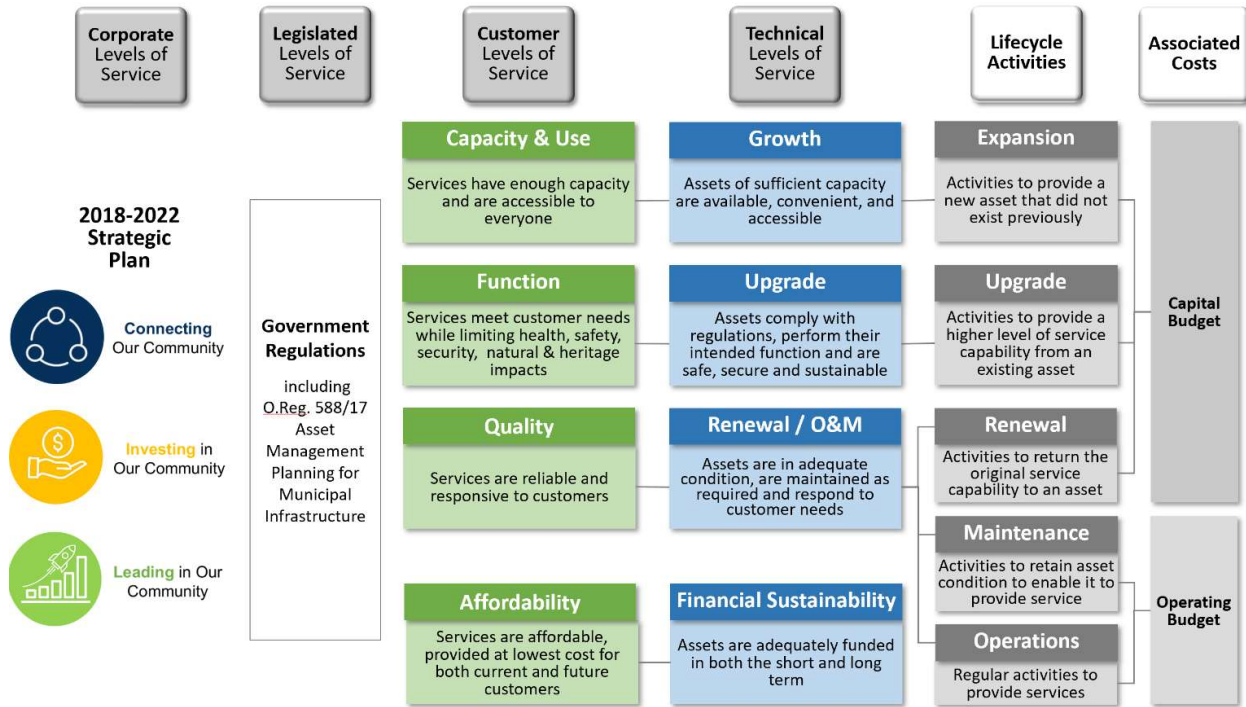 Corporate
Levels of
Service
Legislated
Levels of
Service
Customer
Levels of
Service
Technical
Levels of
Service
Lifecycle
Activities
Associated
Costs
2018-2022
Strategic
Plan
Connecting
Our Community
Investing in
Our Community
Leading in Our
Community
Government
Regulations
including
O.Reg. 588/17
Asset
Management
Planning for
Municipal
Infrastructure
Capacity & Use
Services have enough capacity
and are accessible to
everyone
Growth
Assets of sufficient capacity
are available, convenient, and
accessible
Expansion
Activities to provide a
new asset that did not
exist previously
Function
Services meet customer needs
while limiting health, safety,
security, natural & heritage
impacts
Upgrade
Assets comply with
regulations, perform their
intended function and are
safe, secure and sustainable
Upgrade
Activities to provide a
higher level of service
capability from an
existing asset
Quality
Services are reliable and
responsive to customers
Renewal / O&M
Assets are in adequate
condition, are maintained as
required and respond to
customer needs
Renewal
Activities to return the
original service
capability to an asset
Maintenance
Activities to retain asset
condition to enable it to
provide service
Affordability
Services are affordable,
provided at lowest cost for
both current and future
customers
Financial Sustainability
Assets are adequately funded
in both the short and long
term
Operations
Regular activities to
provide services
Capital
Budget
Operating
Budget